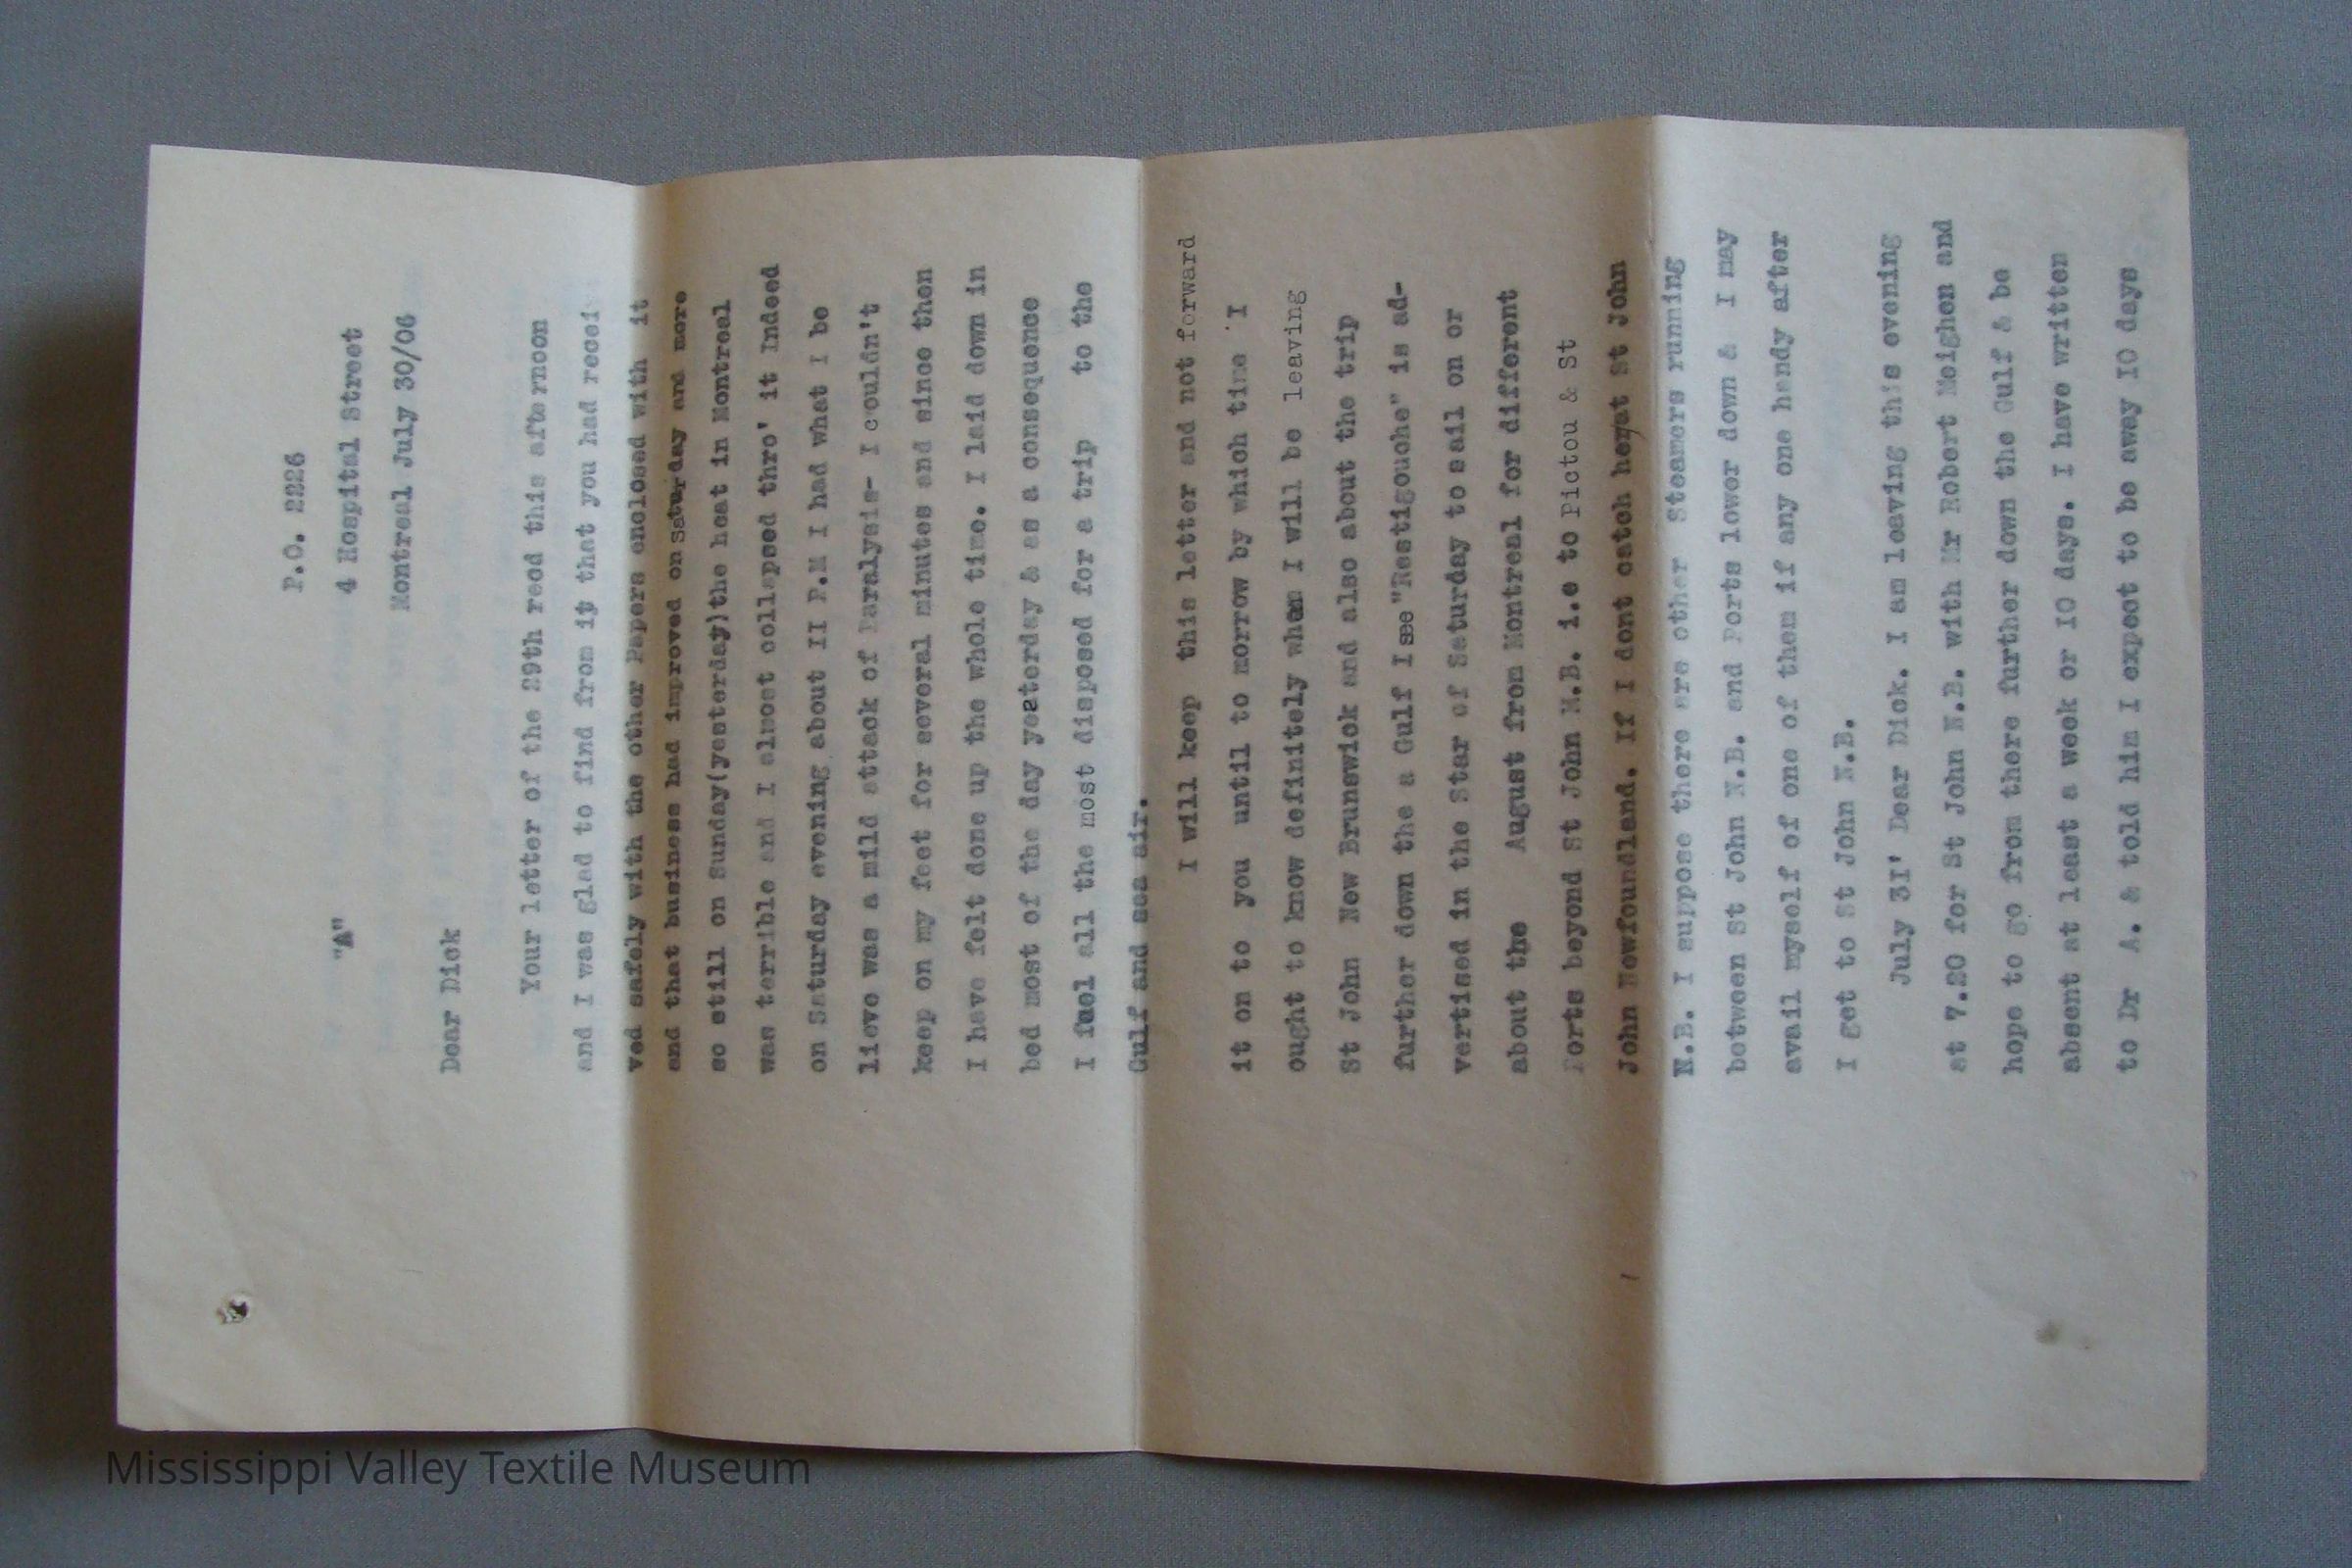 P.O. 2226
"A" 4 Hospital Street
Montreal July 30/06
Dear Dick
Your letter of the 29th recd this afternoon
and I was glad to find from it that you had recei-
ved safely with the other Papers enclosed with it
and that business had improved on Saturday and more
so still on Sunday(yesterday)the heat in Montreal
was terrible and I almost collapsed thro' it Indeed
on Saturday evening about II P.M I had what I be
lieve was a mild attack of Paralysis- I couldn't
keep on my feet for several minutes and since then
I have felt done up the whole time. I laid down in
bed most of the day yesterday & as a consequence
I fuel all the most disposed for a trip to the
Gulf and sea air.
I will keep this letter and not forward
it on to you until to morrow by which time I
ought to know definitely when I will be leaving
St John New Brunswick and also about the trip
further down the a Gulf I see "Restigouche" is ad-
vertised in the Star of Saturday to sail on or
about the August from Montreal for different
Ports beyond St John N.B. i.e to Pictou & St
John Newfoundland. If I dont catch her at St John
N.B. I suppose there are other Steamers running
between St John N.B. and Ports lower down & I may
avail myself of one of them if any one handy after
I get to St John N.B.
July 3I' Dear Dick. I am leaving this evening
at 7.20 for St John N.B. with Mr Robert Meighen and
hope to go from there further down the Gulf & be
absent at least a week or IO days. I have written
to Dr A. & told him I expect to be away IO days
Mississippi Valley Textile Museum